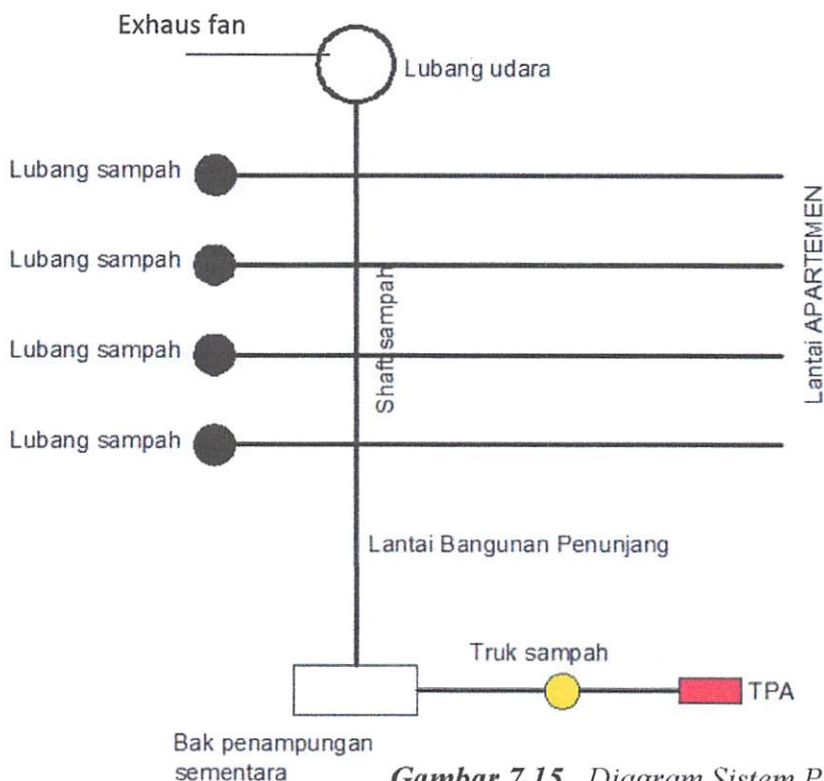 Exhaus fan
Lubang udara
Lubang sampah
Lubang sampah
Lubang sampah
Lubang sampah
Shaft sampah
Lantai APARTEMEN
Lantai Bangunan Penunjang
Truk sampah
TPA
Bak penampungan
sementara
Gambar 7.15 Diagram Sistem P